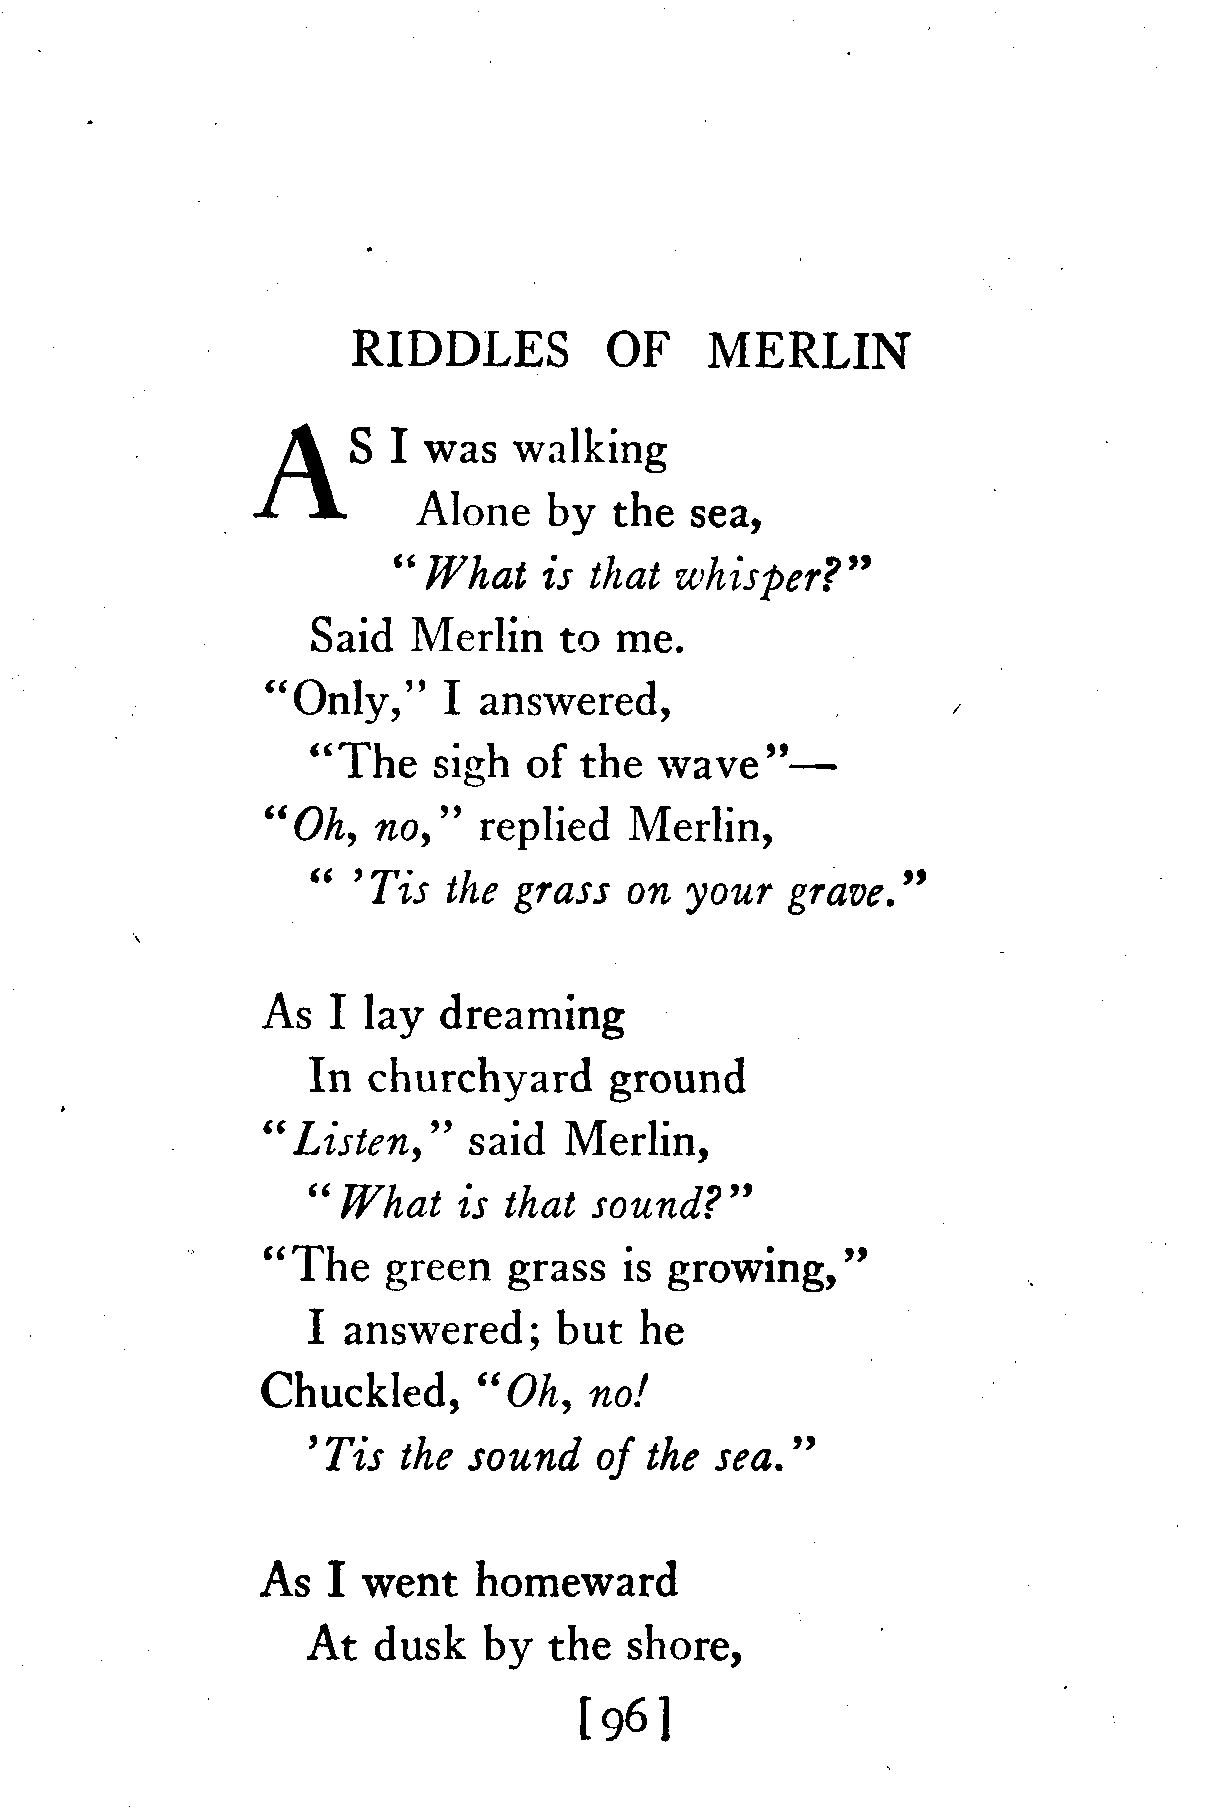 RIDDLES OF MERLIN
AS I was walking
Alone by the sea,
"What is that whisper?"
Said Merlin to me.
"Only," I answered,
"The sigh of the wave"—
"Oh, no," replied Merlin,
"'Tis the grass on your grave."

As I lay dreaming
In churchyard ground
"Listen," said Merlin,
"What is that sound?"
"The green grass is growing,"
I answered; but he
Chuckled, "Oh, no!
'Tis the sound of the sea."

As I went homeward
At dusk by the shore,
[96]